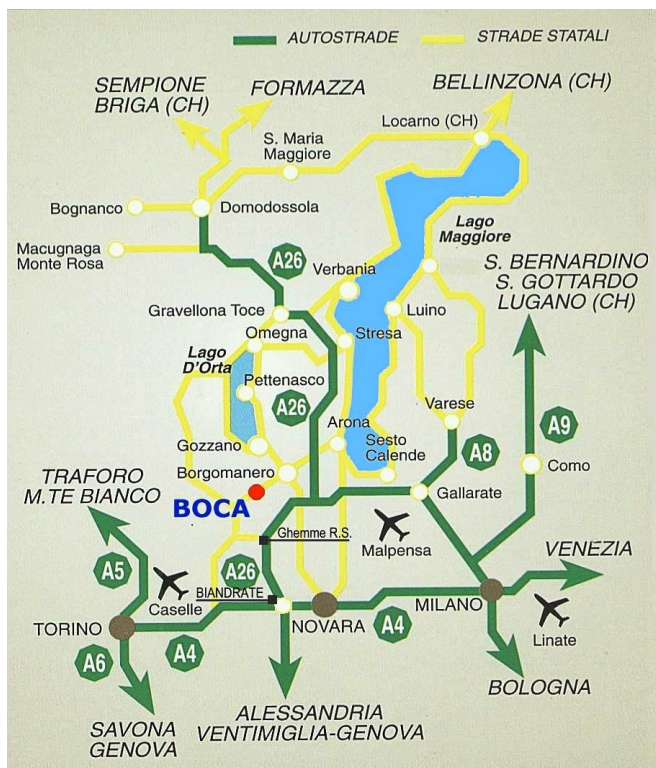 AUTOSTRADE
STRADE STATALI
SEMPIONE
BRIGA (CH)
FORMAZZA
BELLINZONA (CH)
Locarno (CH)
S. Maria
Maggiore
Bognanco
Domodossola
Lago
Maggiore
Macugnaga
Monte Rosa
A26
Verbania
S. BERNARDINO
S. GOTTARDO
LUGANO (CH)
Gravellona Toce
Luino
Omegna
Stresa
Lago
D'Orta
Pettenasco
A26
Varese
Arona
A9
Gozzano
Sesto
Calende
A8
Borgomanero
Como
TRAFORO
M.TE BIANCO
BOCA
Gallarate
Ghemme R.S.
Malpensa
VENEZIA
A5
A26
Caselle
BIANDRATE
MILANO
TORINO
NOVARA
A4
A4
Linate
A6
BOLOGNA
SAVONA
GENOVA
ALESSANDRIA
VENTIMIGLIA-GENOVA